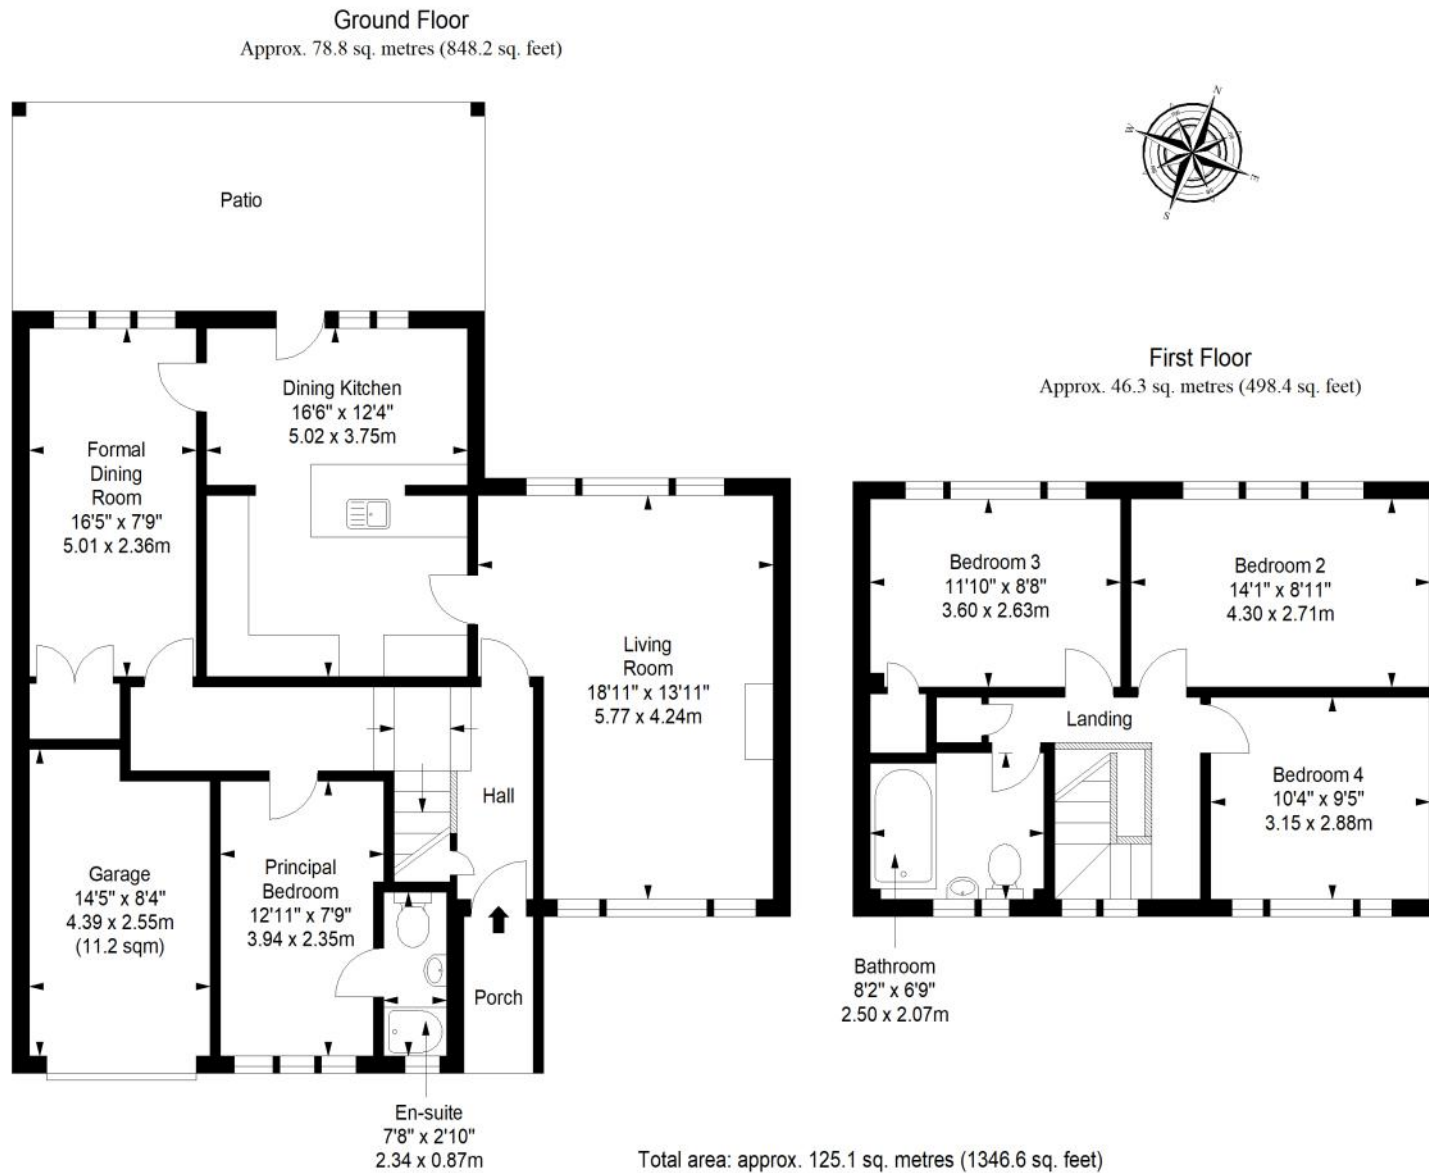 Ground Floor
Approx. 78.8 sq. metres (848.2 sq. feet)
Patio
N
W
E
S
First Floor
Approx. 46.3 sq. metres (498.4 sq. feet)
Dining Kitchen
16'6" x 12'4"
5.02 x 3.75m
Formal
Dining
Room
16'5" x 7'9"
5.01 x 2.36m
Living
Room
18'11" x 13'11"
5.77 x 4.24m
Hall
Garage
14'5" x 8'4"
4.39 x 2.55m
(11.2 sqm)
Principal
Bedroom
12'11" x 7'9"
3.94 x 2.35m
Porch
En-suite
7'8" x 2'10"
2.34 x 0.87m
Bedroom 3
11'10" x 8'8"
3.60 x 2.63m
Bedroom 2
14'1" x 8'11"
4.30 x 2.71m
Landing
Bedroom 4
10'4" x 9'5"
3.15 x 2.88m
Bathroom
8'2" x 6'9"
2.50 x 2.07m
Total area: approx. 125.1 sq. metres (1346.6 sq. feet)